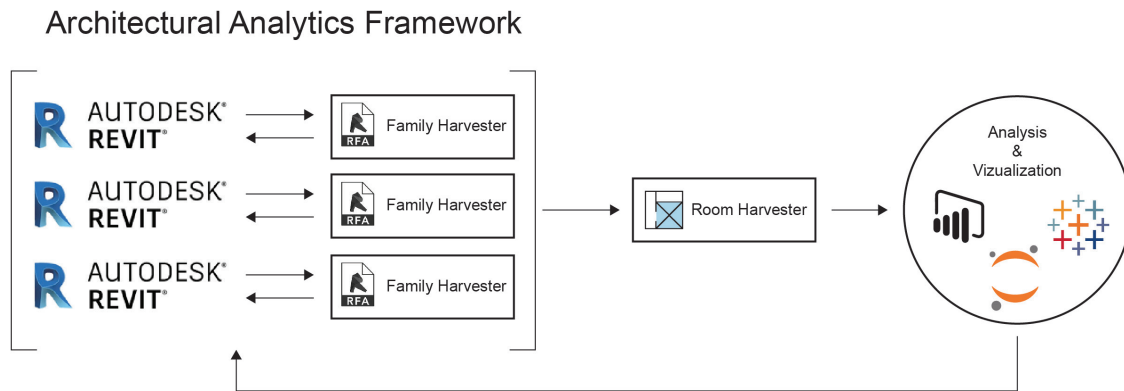 Architectural Analytics Framework
AUTODESK®
REVIT®
RFA
Family Harvester
AUTODESK®
REVIT®
RFA
Family Harvester
AUTODESK®
REVIT®
RFA
Family Harvester
Room Harvester
Analysis
&
Vizualization